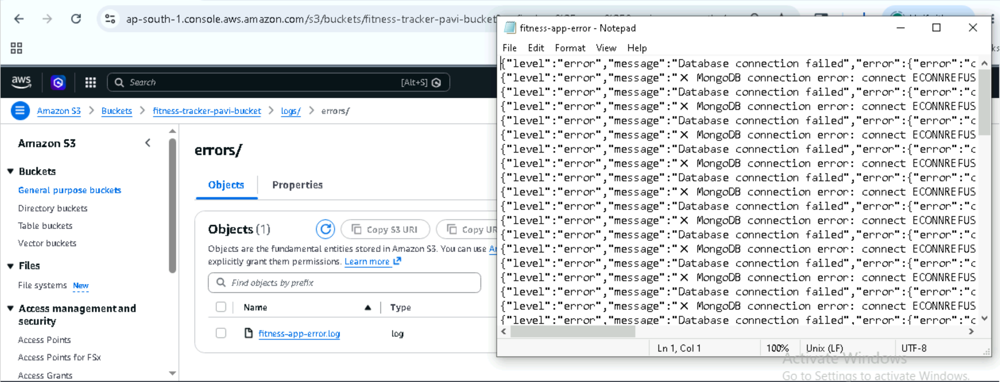 ap-south-1.console.aws.amazon.com/s3/buckets/fitness-tracker-pavi-bucket
aws
Search
[Alt+S]
Amazon S3 > Buckets > fitness-tracker-pavi-bucket > logs/ > errors/
Amazon S3
Buckets
General purpose buckets
Directory buckets
Table buckets
Vector buckets
Files
File systems New
Access management and
security
Access Points
Access Points for FSx
Access Grants
errors/
Objects
Properties
Objects (1)
Copy S3 URI
Copy UR
Objects are the fundamental entities stored in Amazon S3. You can use
explicitly grant them permissions. Learn more
Find objects by prefix
Name
Type
fitness-app-error.log
log
fitness-app-error - Notepad
File Edit Format View Help
{"level":"error","message":"Database connection failed","error":{"error":"c
{"level":"error","message":"✕ MongoDB connection error: connect ECONNREFUS
{"level":"error","message":"Database connection failed","error":{"error":"c
{"level":"error","message":"✕ MongoDB connection error: connect ECONNREFUS
{"level":"error","message":"Database connection failed","error":{"error":"c
{"level":"error","message":"✕ MongoDB connection error: connect ECONNREFUS
{"level":"error","message":"Database connection failed","error":{"error":"c
{"level":"error","message":"✕ MongoDB connection error: connect ECONNREFUS
{"level":"error","message":"Database connection failed","error":{"error":"c
{"level":"error","message":"✕ MongoDB connection error: connect ECONNREFUS
{"level":"error","message":"Database connection failed","error":{"error":"c
{"level":"error","message":"✕ MongoDB connection error: connect ECONNREFUS
{"level":"error","message":"Database connection failed","error":{"error":"c
{"level":"error","message":"✕ MongoDB connection error: connect ECONNREFUS
{"level":"error","message":"Database connection failed","error":{"error":"c
{"level":"error","message":"✕ MongoDB connection error: connect ECONNREFUS
{"level":"error","message":"Database connection failed","error":{"error":"c
{"level":"error","message":"✕ MongoDB connection error: connect ECONNREFUS
{"level":"error","message":"Database connection failed","error":{"error":"c
Ln 1, Col 1
100%
Unix (LF)
UTF-8
Activate Windows
Go to Settings to activate Windows.